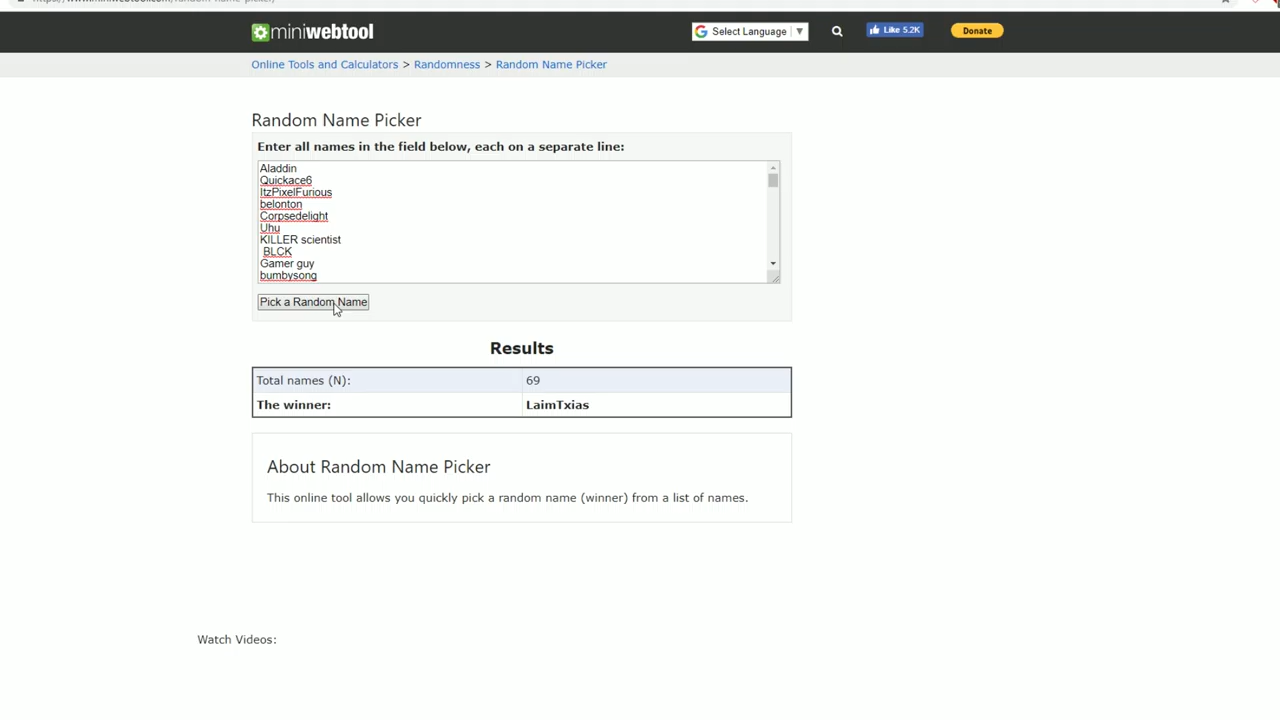 miniwebtool
Select Language ▼
Like 5.2K
Donate
Online Tools and Calculators > Randomness > Random Name Picker
Random Name Picker
Enter all names in the field below, each on a separate line:
Aladdin
Quickace6
ItzPixelFurious
belonton
Corpsedelight
Uhu
KILLER scientist
BLCK
Gamer guy
bumbysong
Pick a Random Name
Results
Total names (N): 69
The winner: LaimTxias
About Random Name Picker
This online tool allows you quickly pick a random name (winner) from a list of names.
Watch Videos: